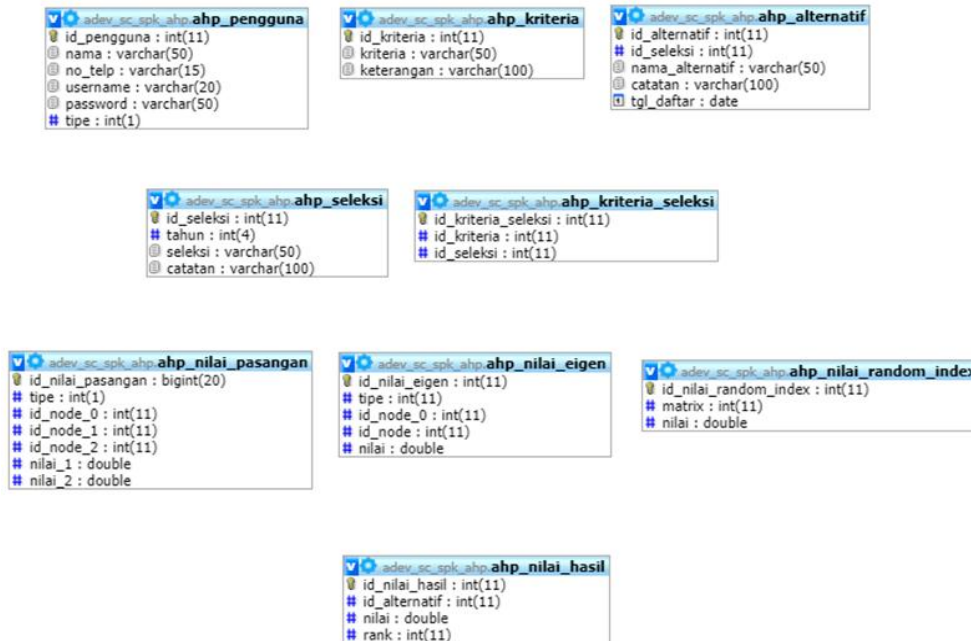 adev_sc_spk_ahp.ahp_pengguna
id_pengguna : int(11)
nama : varchar(50)
no_telp : varchar(15)
username : varchar(20)
password : varchar(50)
# tipe : int(1)
adev_sc_spk_ahp.ahp_kriteria
id_kriteria : int(11)
kriteria : varchar(50)
keterangan : varchar(100)
adev_sc_spk_ahp.ahp_alternatif
id_alternatif : int(11)
# id_seleksi : int(11)
nama_alternatif : varchar(50)
catatan : varchar(100)
tgl_daftar : date
adev_sc_spk_ahp.ahp_seleksi
id_seleksi : int(11)
# tahun : int(4)
seleksi : varchar(50)
catatan : varchar(100)
adev_sc_spk_ahp.ahp_kriteria_seleksi
id_kriteria_seleksi : int(11)
# id_kriteria : int(11)
# id_seleksi : int(11)
adev_sc_spk_ahp.ahp_nilai_pasangan
id_nilai_pasangan : bigint(20)
# tipe : int(1)
# id_node_0 : int(11)
# id_node_1 : int(11)
# id_node_2 : int(11)
# nilai_1 : double
# nilai_2 : double
adev_sc_spk_ahp.ahp_nilai_eigen
id_nilai_eigen : int(11)
# tipe : int(11)
# id_node_0 : int(11)
# id_node : int(11)
# nilai : double
adev_sc_spk_ahp.ahp_nilai_random_index
id_nilai_random_index : int(11)
# matrix : int(11)
# nilai : double
adev_sc_spk_ahp.ahp_nilai_hasil
id_nilai_hasil : int(11)
# id_alternatif : int(11)
# nilai : double
# rank : int(11)